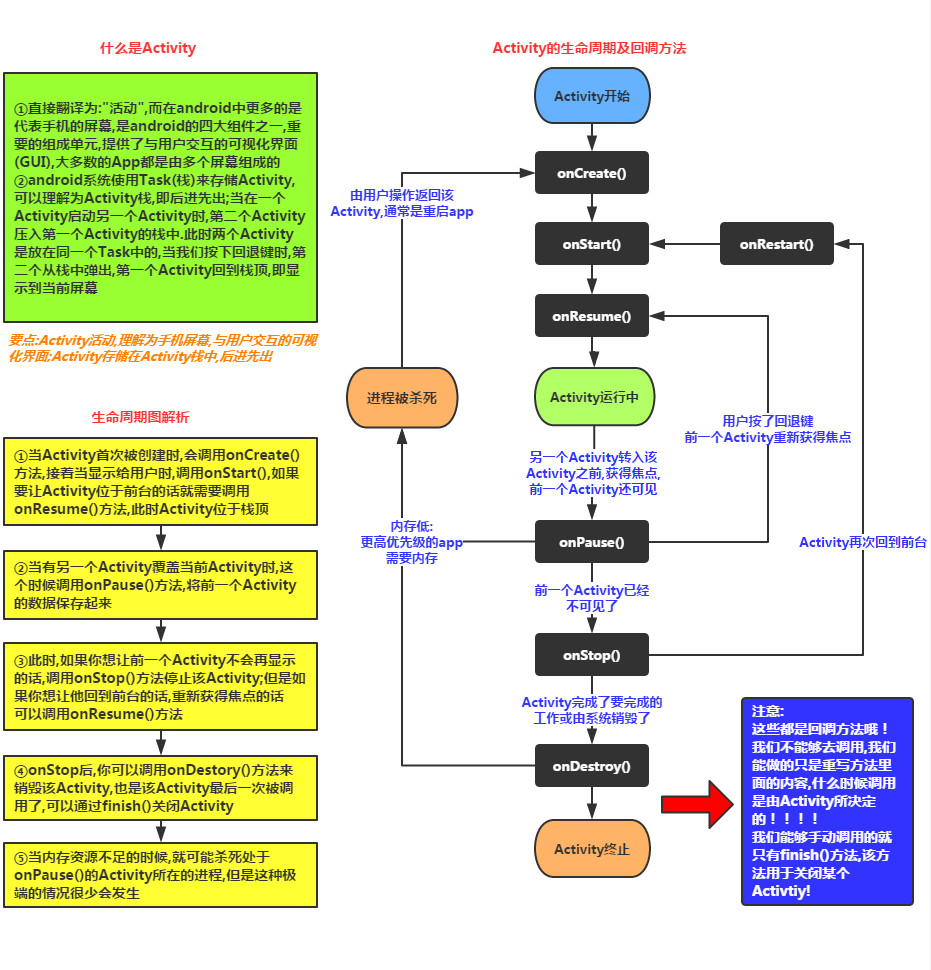 什么是Activity
①直接翻译为:"活动",而在android中更多的是
代表手机的屏幕,是android的四大组件之一,重
要的组成单元,提供了与用户交互的可视化界面
(GUI),大多数的App都是由多个屏幕组成的
②android系统使用Task(栈)来存储Activity,
可以理解为Activity栈,即后进先出;当在一个
Activity启动另一个Activity时,第二个Activity
压入第一个Activity的栈中.此时两个Activity
是放在同一个Task中的,当我们按下回退键时,第
二个从栈中弹出,第一个Activity回到栈顶,即显
示到当前屏幕
要点:Activity活动,理解为手机屏幕,与用户交互的可视
化界面;Activity存储在Activity栈中,后进先出
生命周期图解析
①当Activity首次被创建时,会调用onCreate()
方法,接着当显示给用户时,调用onStart(),如果
要让Activity位于前台的话就需要调用
onResume()方法,此时Activity位于栈顶
②当有另一个Activity覆盖当前Activity时,这
个时候调用onPause()方法,将前一个Activity
的数据保存起来
③此时,如果你想让前一个Activity不会再显示
的话,调用onStop()方法停止该Activity;但是如
果你想让他回到前台的话,重新获得焦点的话
可以调用onResume()方法
④onStop后,你可以调用onDestory()方法来
销毁该Activity,也是该Activity最后一次被调
用了,可以通过finish()关闭Activity
⑤当内存资源不足的时候,就可能杀死处于
onPause()的Activity所在的进程,但是这种极
端的情况很少会发生
Activity的生命周期及回调方法
Activity开始
onCreate()
由用户操作返回该
Activity,通常是重启app
onStart()
onRestart()
onResume()
进程被杀死
Activity运行中
用户按了回退键
前一个Activity重新获得焦点
另一个Activity转入该
Activity之前,获得焦点,
前一个Activity还可见
内存低:
更高优先级的app
需要内存
onPause()
Activity再次回到前台
前一个Activity已经
不可见了
onStop()
Activity完成了要完成的
工作或由系统销毁了
onDestroy()
Activity终止
注意:
这些都是回调方法哦！
我们不能够去调用,我们
能做的只是重写方法里
面的内容,什么时候调用
是由Activity所决定
的！！！！
我们能够手动调用的就
只有finish()方法,该方
法用于关闭某个
Activtiy!